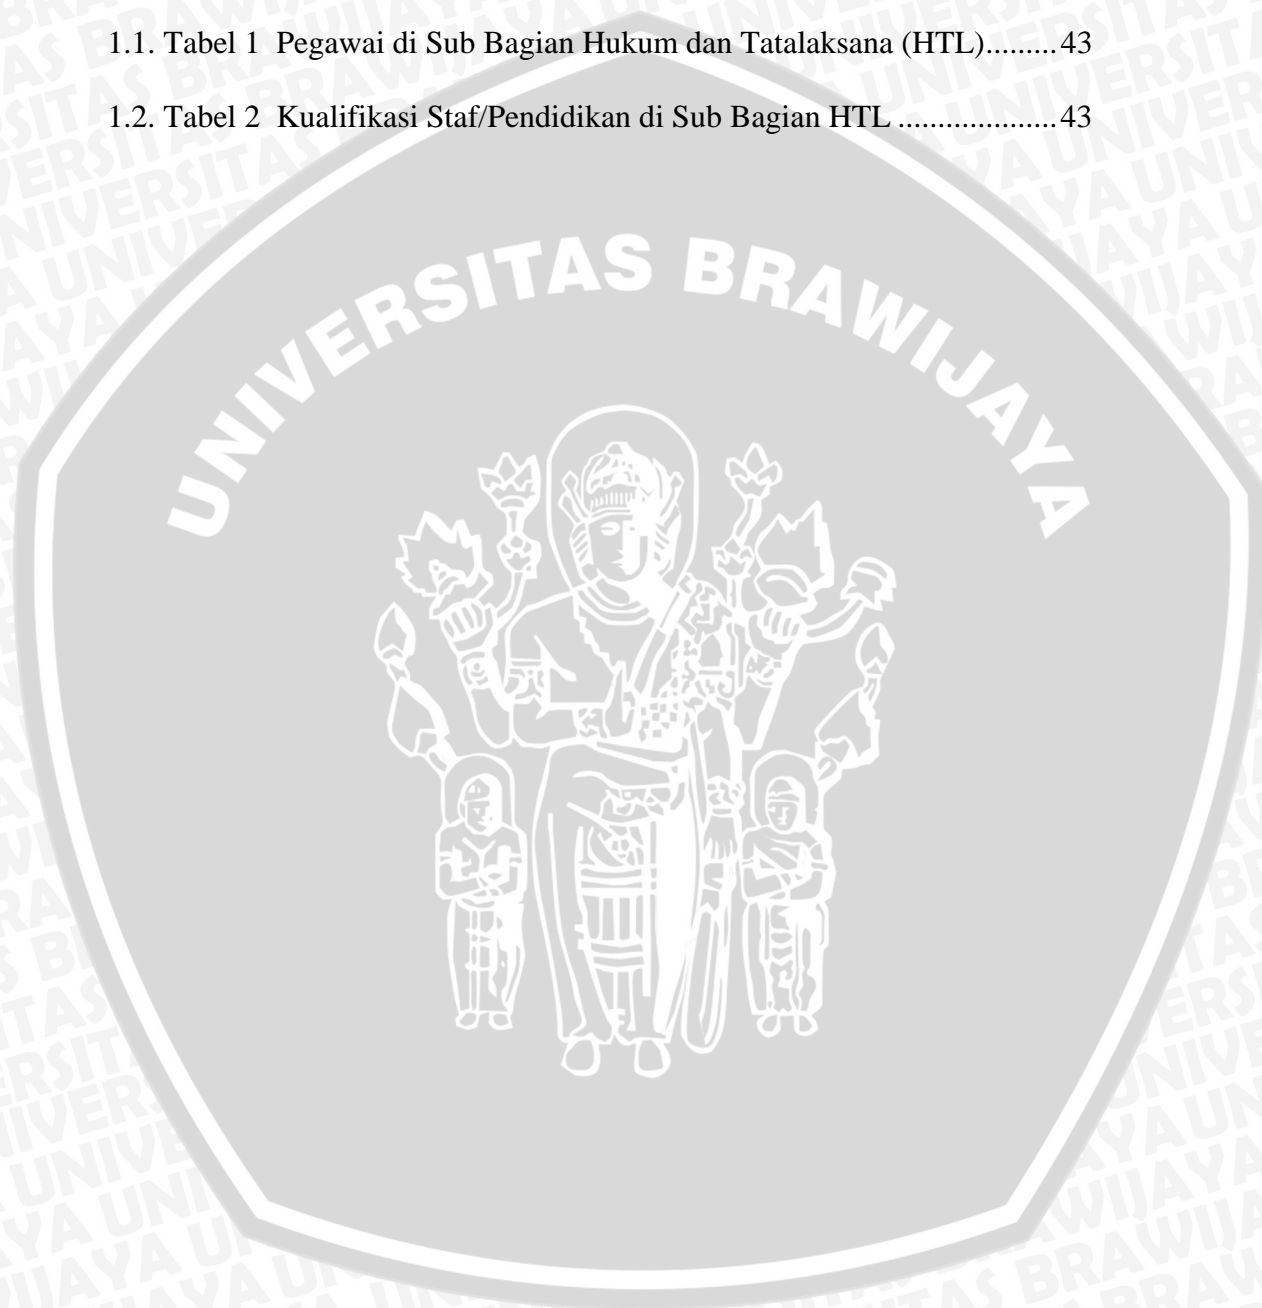 1.1. Tabel 1 Pegawai di Sub Bagian Hukum dan Tatalaksana (HTL).........43
1.2. Tabel 2 Kualifikasi Staf/Pendidikan di Sub Bagian HTL ....................43
UNIVERSITAS BRAWIJAYA